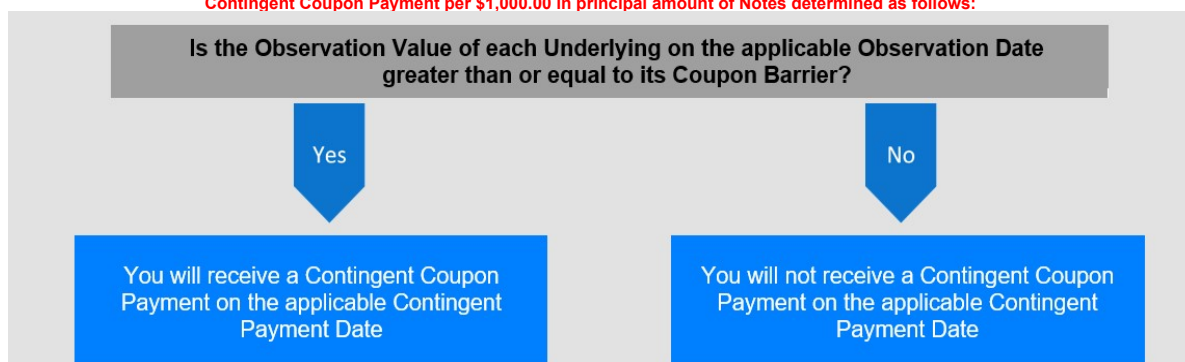 Contingent Coupon Payment per $1,000.00 in principal amount of Notes determined as follows:
Is the Observation Value of each Underlying on the applicable Observation Date
greater than or equal to its Coupon Barrier?
Yes
No
You will receive a Contingent Coupon
Payment on the applicable Contingent
Payment Date
You will not receive a Contingent Coupon
Payment on the applicable Contingent
Payment Date